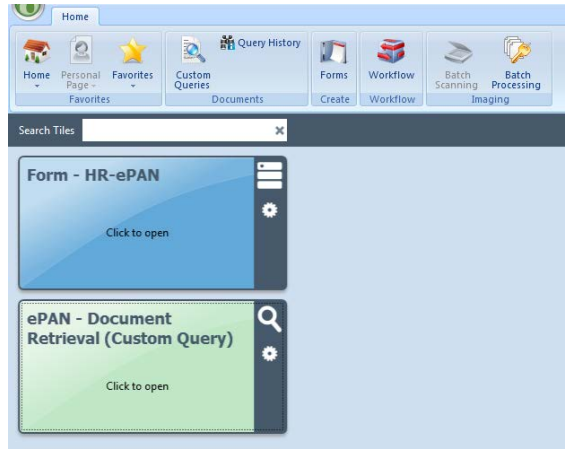 Home
Home
Personal
Page
Favorites
Custom
Queries
Query History
Forms
Workflow
Batch
Scanning
Batch
Processing
Favorites
Documents
Create
Workflow
Imaging
Search Tiles
Form - HR-ePAN
Click to open
ePAN - Document
Retrieval (Custom Query)
Click to open